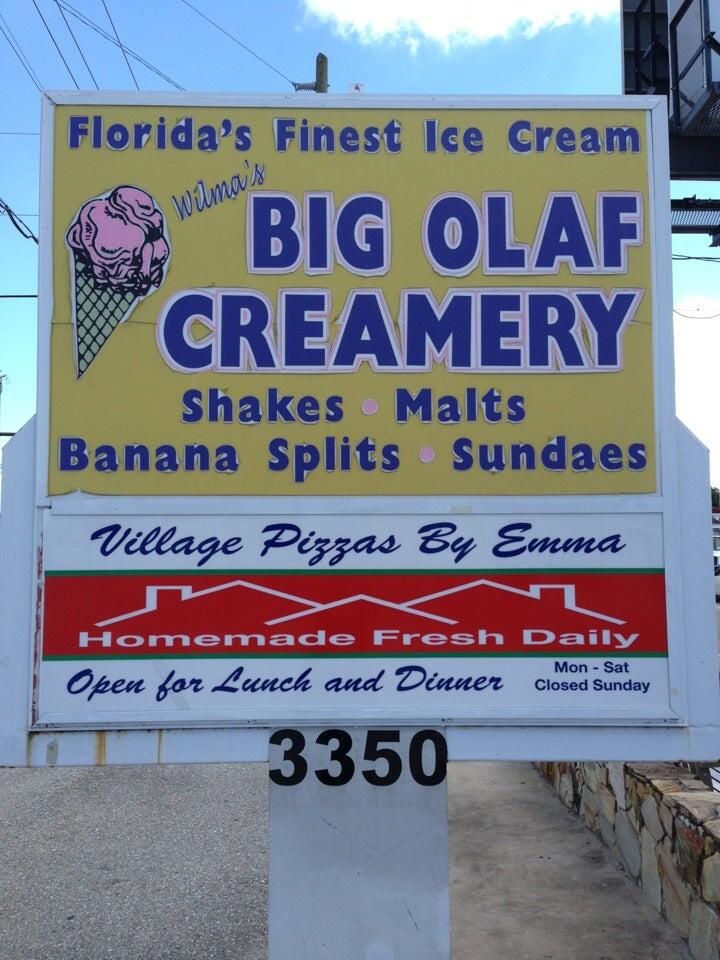 Florida's Finest Ice Cream
Wilma's
BIG OLAF
CREAMERY
Shakes • Malts
Banana Splits • Sundaes
Village Pizzas By Emma
Homemade Fresh Daily
Open for Lunch and Dinner
Mon - Sat
Closed Sunday
3350